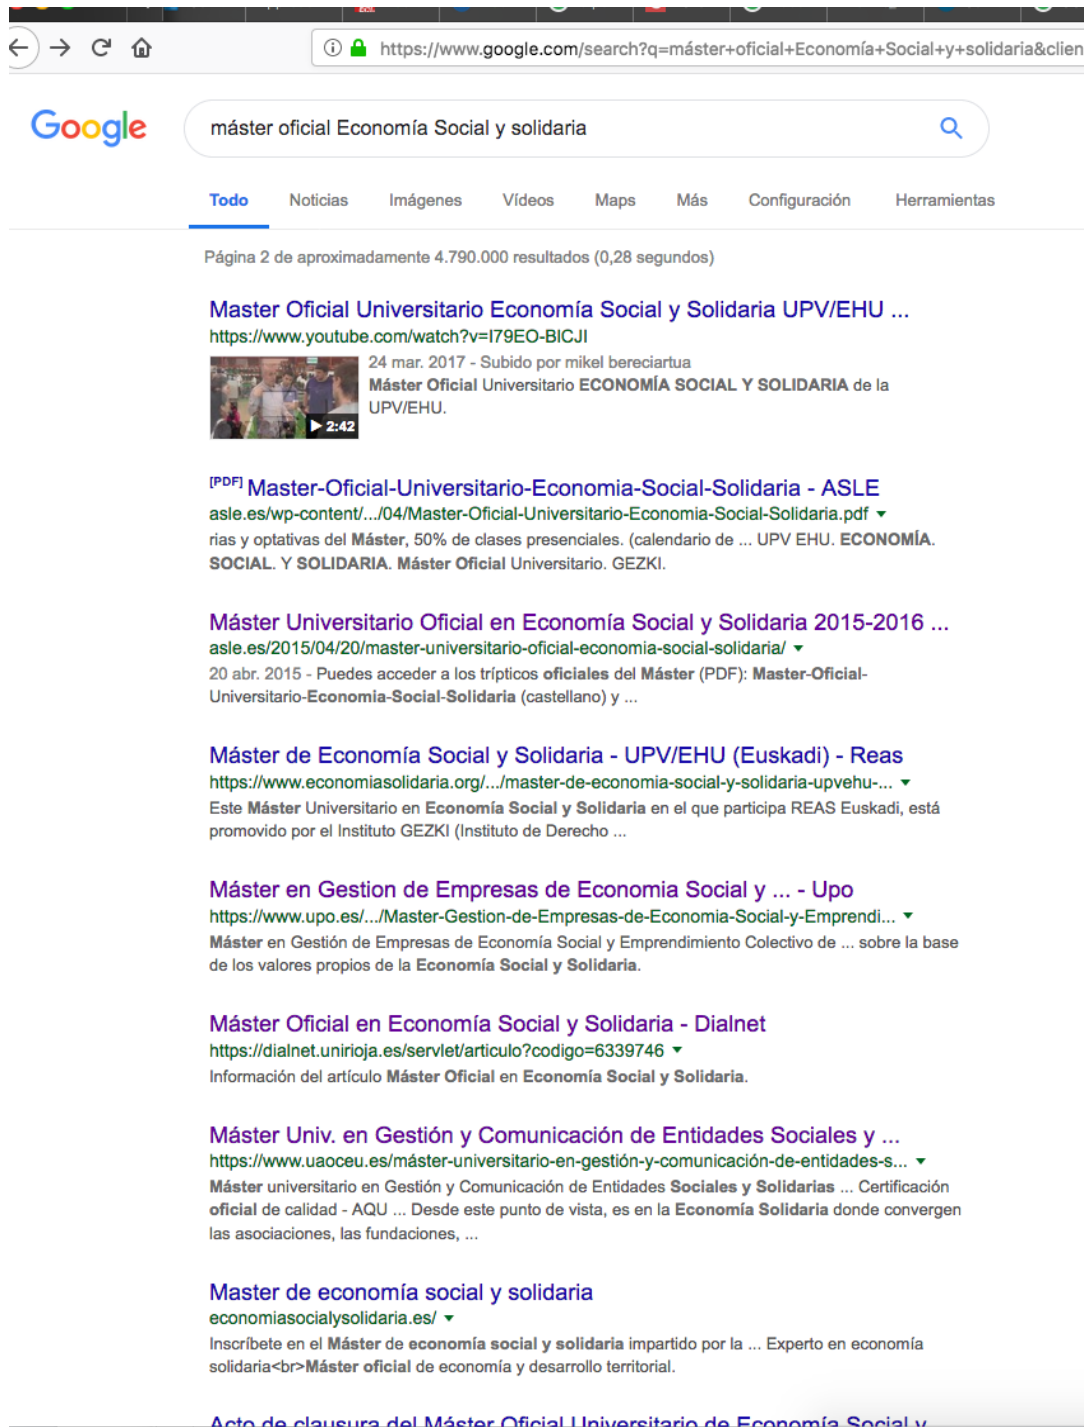 https://www.google.com/search?q=máster+oficial+Economía+Social+y+solidaria&clien
Google
máster oficial Economía Social y solidaria
Todo Noticias Imágenes Vídeos Maps Más Configuración Herramientas
Página 2 de aproximadamente 4.790.000 resultados (0,28 segundos)
Master Oficial Universitario Economía Social y Solidaria UPV/EHU ...
https://www.youtube.com/watch?v=I79EO-BlCJI
24 mar. 2017 - Subido por mikel bereciartua
Máster Oficial Universitario ECONOMÍA SOCIAL Y SOLIDARIA de la
UPV/EHU.
2:42
[PDF] Master-Oficial-Universitario-Economia-Social-Solidaria - ASLE
asle.es/wp-content/.../04/Master-Oficial-Universitario-Economia-Social-Solidaria.pdf
rias y optativas del Máster, 50% de clases presenciales. (calendario de ... UPV EHU. ECONOMÍA.
SOCIAL. Y SOLIDARIA. Máster Oficial Universitario. GEZKI.
Máster Universitario Oficial en Economía Social y Solidaria 2015-2016 ...
asle.es/2015/04/20/master-universitario-oficial-economia-social-solidaria/
20 abr. 2015 - Puedes acceder a los trípticos oficiales del Máster (PDF): Master-Oficial-
Universitario-Economia-Social-Solidaria (castellano) y ...
Máster de Economía Social y Solidaria - UPV/EHU (Euskadi) - Reas
https://www.economiasolidaria.org/.../master-de-economia-social-y-solidaria-upvehu-...
Este Máster Universitario en Economía Social y Solidaria en el que participa REAS Euskadi, está
promovido por el Instituto GEZKI (Instituto de Derecho ...
Máster en Gestion de Empresas de Economia Social y ... - Upo
https://www.upo.es/.../Master-Gestion-de-Empresas-de-Economia-Social-y-Emprendi...
Máster en Gestión de Empresas de Economía Social y Emprendimiento Colectivo de ... sobre la base
de los valores propios de la Economía Social y Solidaria.
Máster Oficial en Economía Social y Solidaria - Dialnet
https://dialnet.unirioja.es/servlet/articulo?codigo=6339746
Información del artículo Máster Oficial en Economía Social y Solidaria.
Máster Univ. en Gestión y Comunicación de Entidades Sociales y ...
https://www.uaoceu.es/máster-universitario-en-gestión-y-comunicación-de-entidades-s...
Máster universitario en Gestión y Comunicación de Entidades Sociales y Solidarias ... Certificación
oficial de calidad - AQU ... Desde este punto de vista, es en la Economía Solidaria donde convergen
las asociaciones, las fundaciones, ...
Master de economía social y solidaria
economiasocialysolidaria.es/
Inscríbete en el Máster de economía social y solidaria impartido por la ... Experto en economía
solidaria<br>Máster oficial de economía y desarrollo territorial.
Acto de clausura del Máster Oficial Universitario de Economía Social y